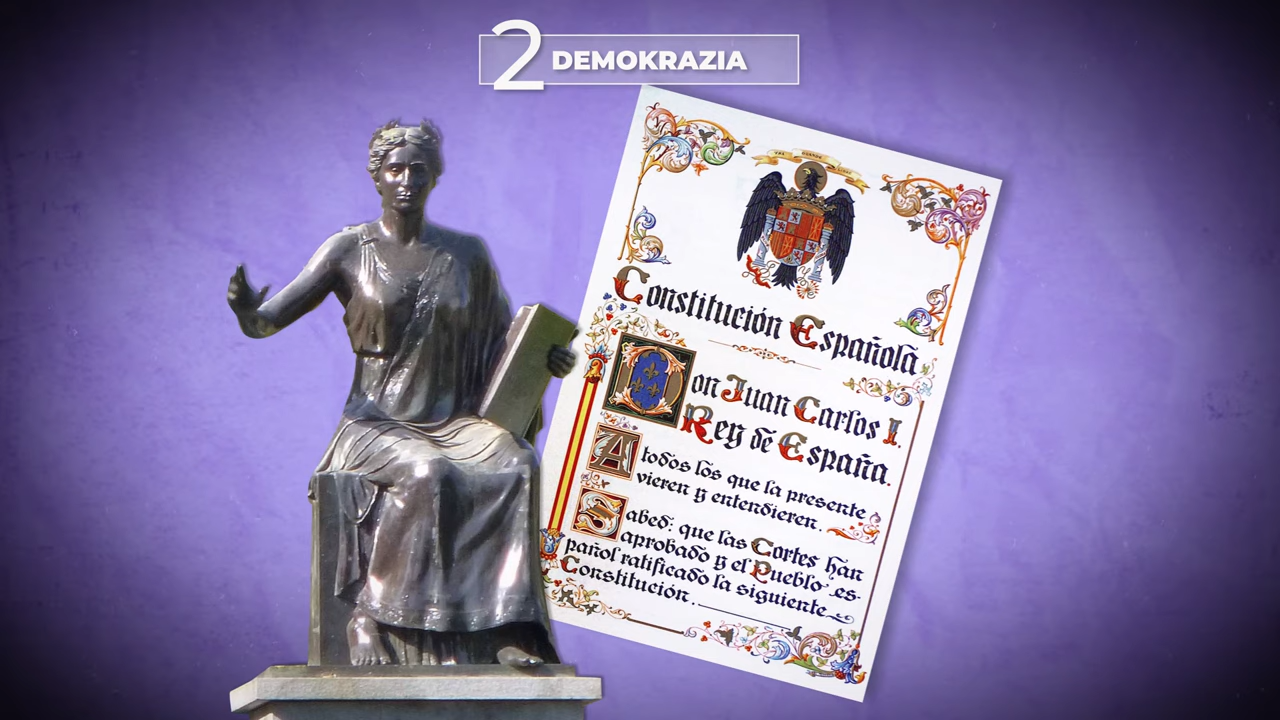 2 DEMOKRAZIA
Constitución Española
Don Juan Carlos I.
Rey de España.
A todos los que la presente
vieren y entendieren.
Sabed: que las Cortes han
aprobado y el Pueblo es-
pañol ratificado la siguiente
Constitución.